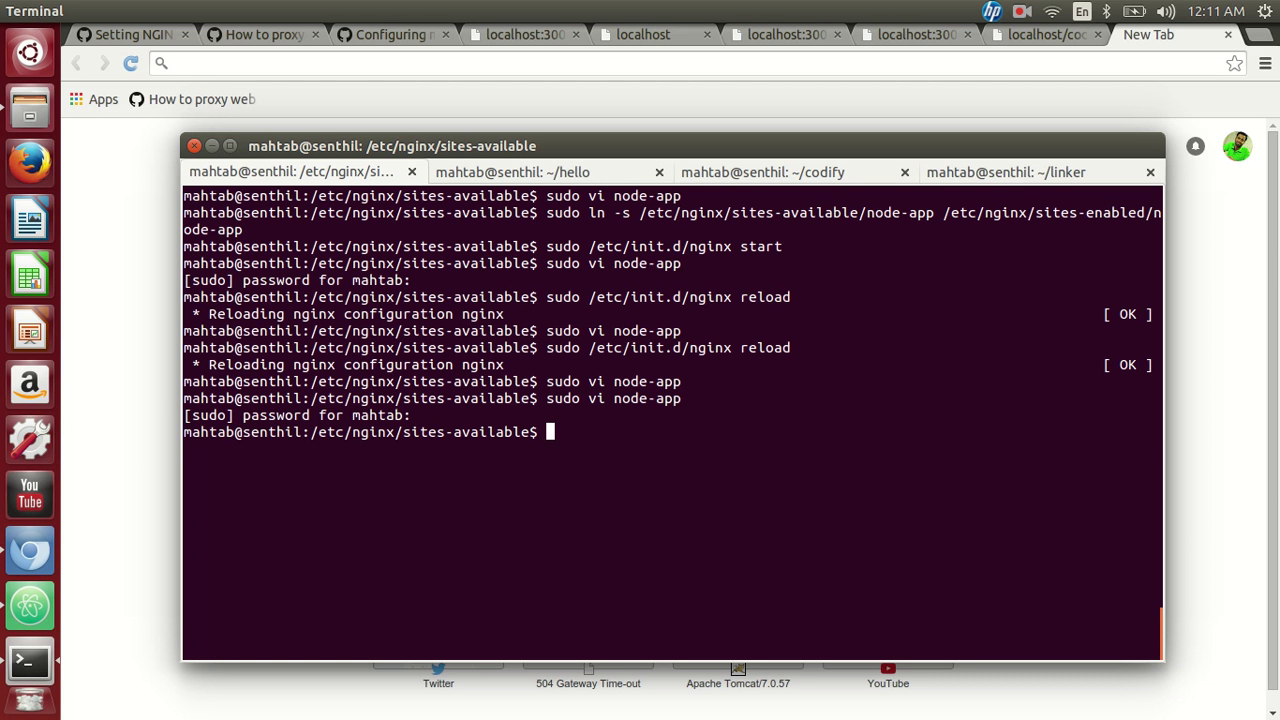 Terminal
En
12:11 AM
Setting NGIN
How to proxy
Configuring n
localhost:300
localhost
localhost:300
localhost:300
localhost/coc
New Tab
Apps
How to proxy web
mahtab@senthil: /etc/nginx/sites-available
mahtab@senthil: /etc/nginx/si...
mahtab@senthil: ~/hello
mahtab@senthil: ~/codify
mahtab@senthil: ~/linker
mahtab@senthil:/etc/nginx/sites-available$ sudo vi node-app
mahtab@senthil:/etc/nginx/sites-available$ sudo ln -s /etc/nginx/sites-available/node-app /etc/nginx/sites-enabled/n
ode-app
mahtab@senthil:/etc/nginx/sites-available$ sudo /etc/init.d/nginx start
mahtab@senthil:/etc/nginx/sites-available$ sudo vi node-app
[sudo] password for mahtab:
mahtab@senthil:/etc/nginx/sites-available$ sudo /etc/init.d/nginx reload
* Reloading nginx configuration nginx [ OK ]
mahtab@senthil:/etc/nginx/sites-available$ sudo vi node-app
mahtab@senthil:/etc/nginx/sites-available$ sudo /etc/init.d/nginx reload
* Reloading nginx configuration nginx [ OK ]
mahtab@senthil:/etc/nginx/sites-available$ sudo vi node-app
mahtab@senthil:/etc/nginx/sites-available$ sudo vi node-app
[sudo] password for mahtab:
mahtab@senthil:/etc/nginx/sites-available$
You
Tube
Twitter
504 Gateway Time-out
Apache Tomcat/7.0.57
YouTube